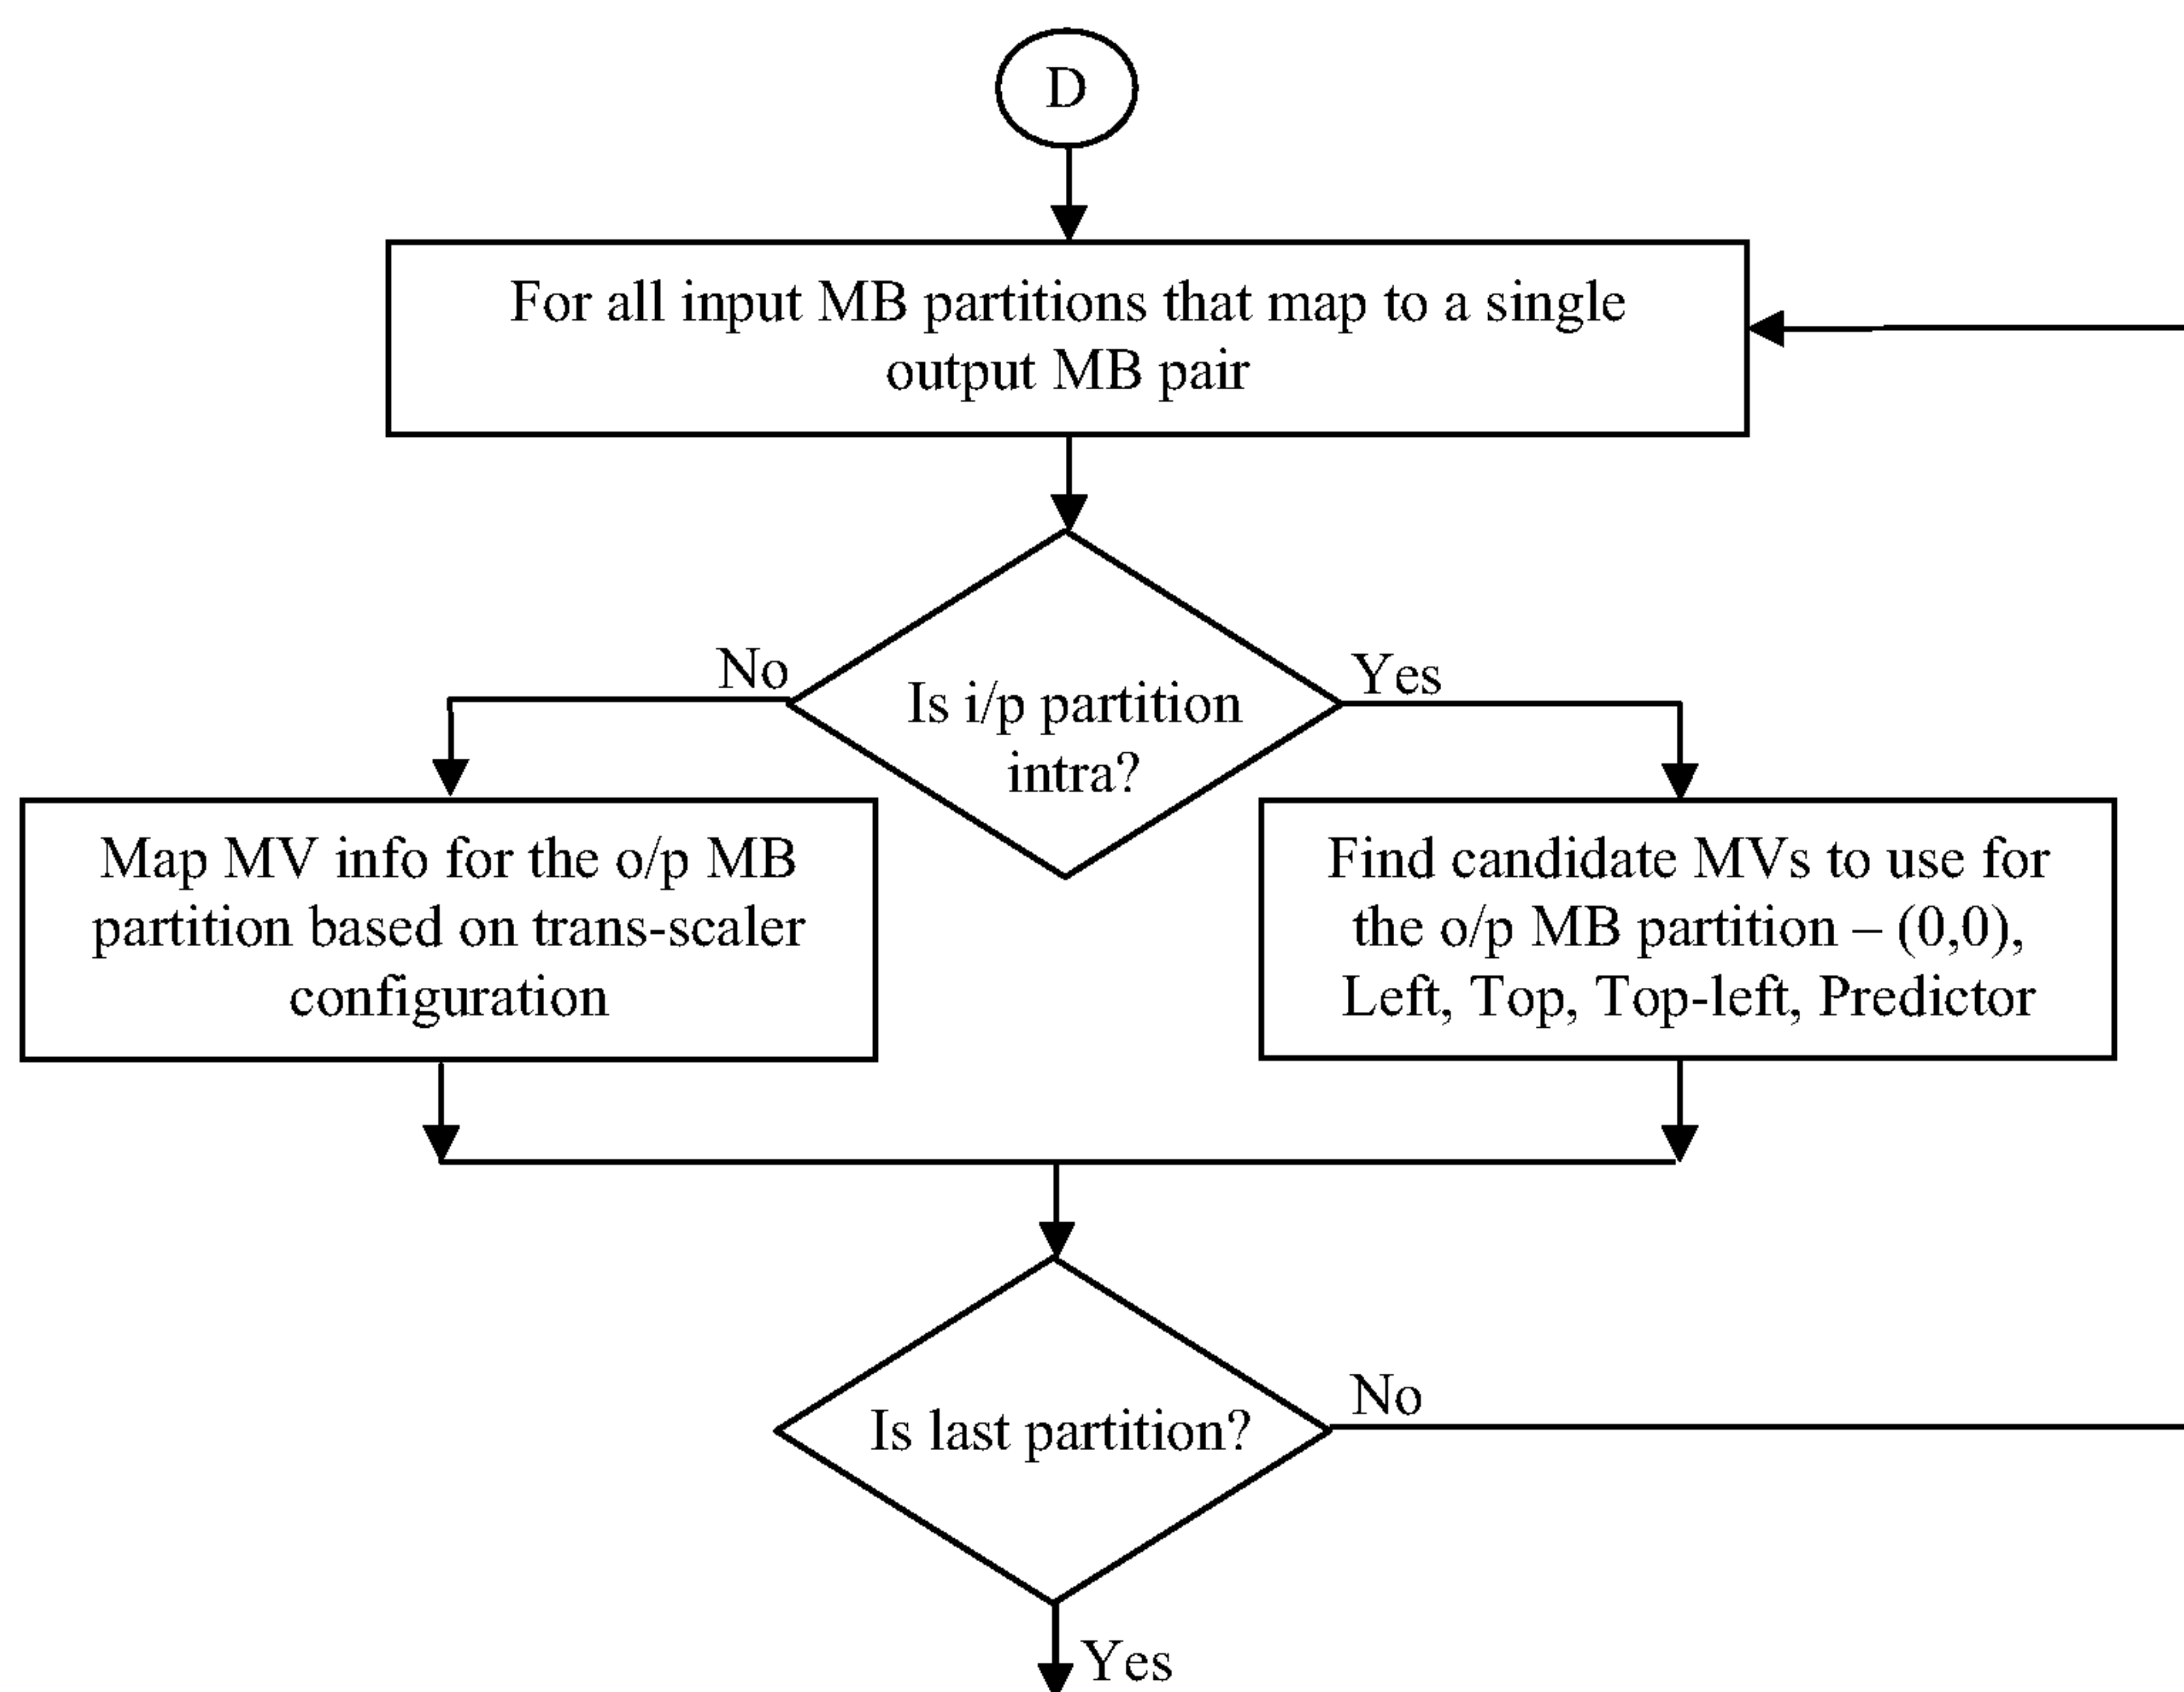 D
For all input MB partitions that map to a single
output MB pair
No
Yes
Is i/p partition
intra?
Map MV info for the o/p MB
partition based on trans-scaler
configuration
Find candidate MVs to use for
the o/p MB partition – (0,0),
Left, Top, Top-left, Predictor
No
Is last partition?
Yes